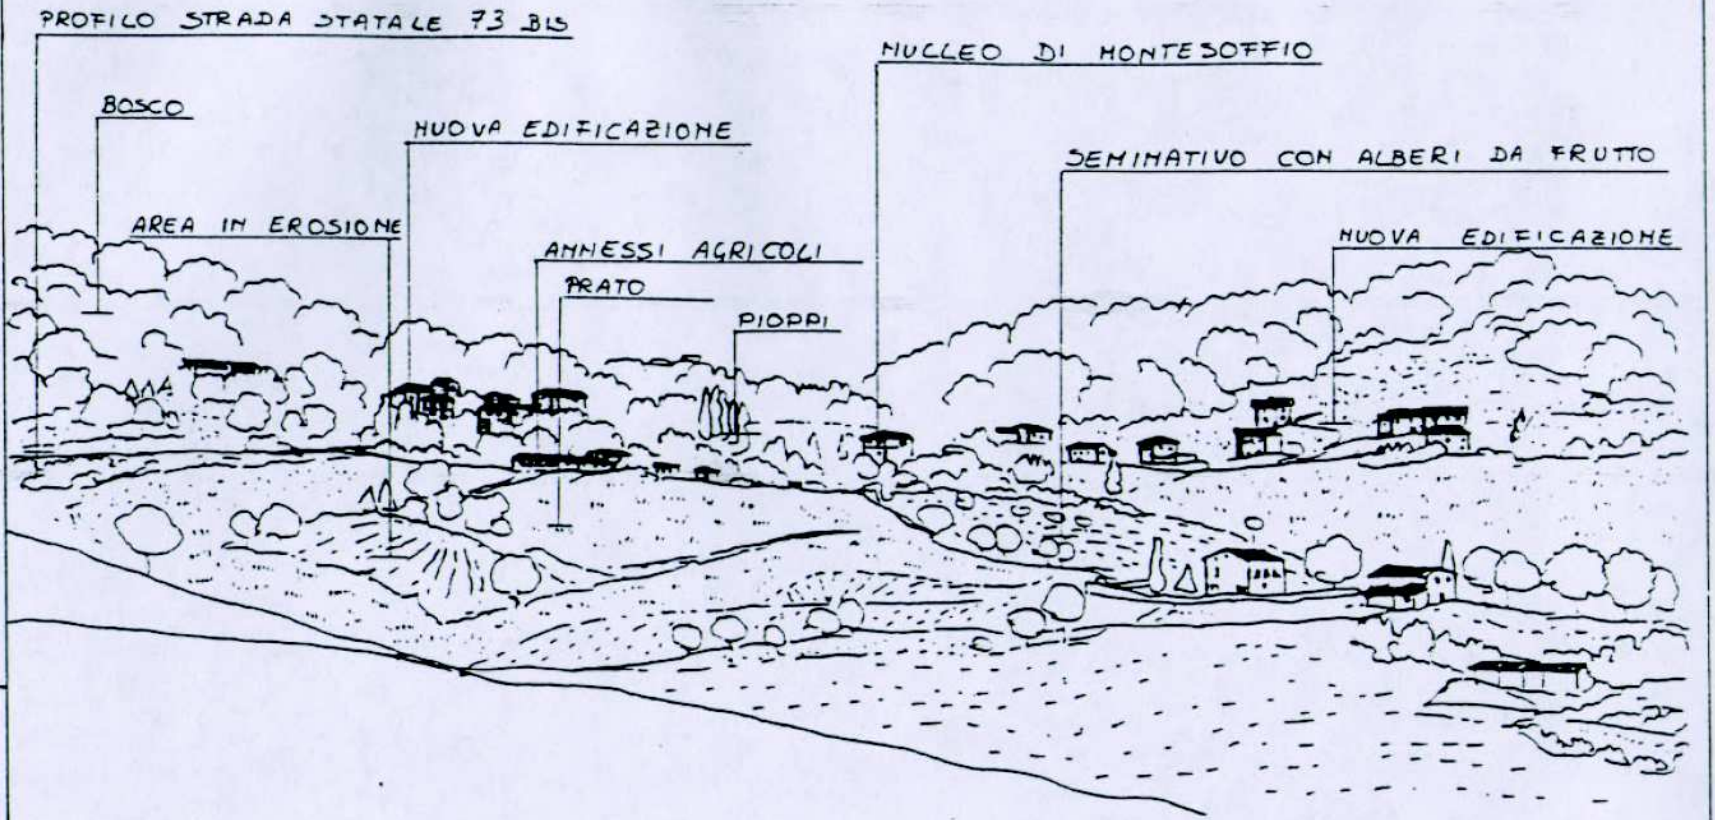 PROFILO STRADA STATALE 73 BIS
NUCLEO DI MONTESOFFIO
BOSCO
NUOVA EDIFICAZIONE
SEMINATIVO CON ALBERI DA FRUTTO
AREA IN EROSIONE
ANNESSI AGRICOLI
NUOVA EDIFICAZIONE
PRATO
PIOPPI